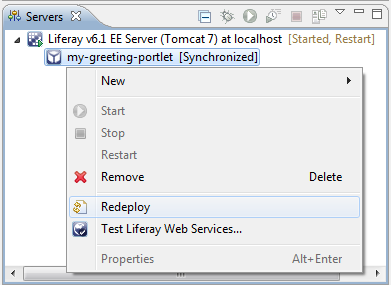 Servers
Liferay v6.1 EE Server (Tomcat 7) at localhost [Started, Restart]
my-greeting-portlet [Synchronized]
New
Start
Stop
Restart
Remove Delete
Redeploy
Test Liferay Web Services...
Properties Alt+Enter